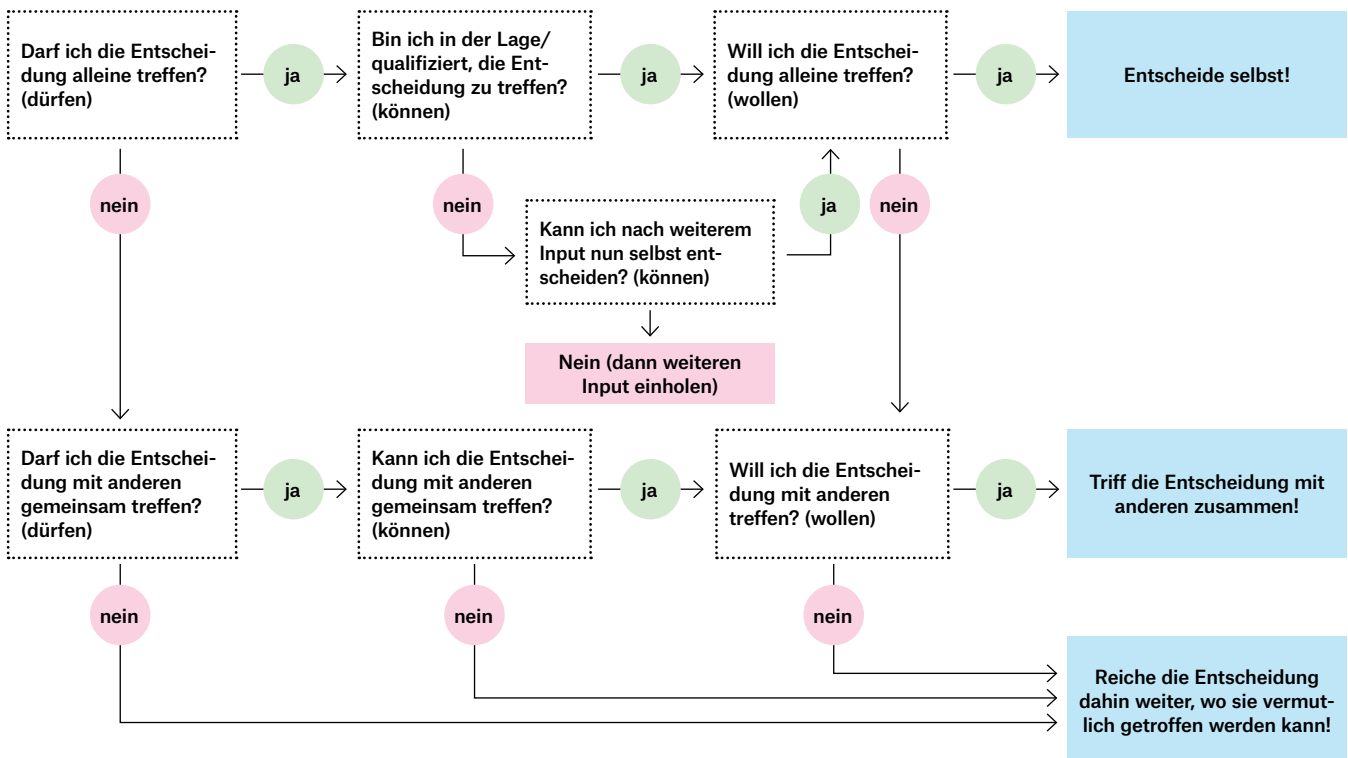 Darf ich die Entschei-
dung alleine treffen?
(dürfen)
ja
Bin ich in der Lage/
qualifiziert, die Ent-
scheidung zu treffen?
(können)
ja
Will ich die Entschei-
dung alleine treffen?
(wollen)
ja
Entscheide selbst!
nein
nein
Kann ich nach weiterem
Input nun selbst ent-
scheiden? (können)
ja
nein
Nein (dann weiteren
Input einholen)
Darf ich die Entschei-
dung mit anderen
gemeinsam treffen?
(dürfen)
ja
Kann ich die Entschei-
dung mit anderen
gemeinsam treffen?
(können)
ja
Will ich die Entschei-
dung mit anderen
treffen? (wollen)
ja
Triff die Entscheidung mit
anderen zusammen!
nein
nein
nein
Reiche die Entscheidung
dahin weiter, wo sie vermut-
lich getroffen werden kann!